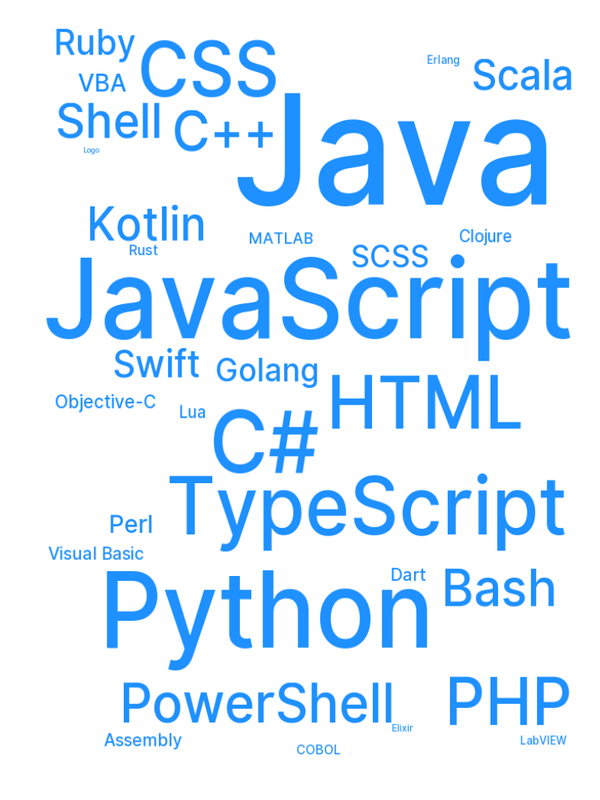 Ruby
CSS
Erlang
Scala
VBA
Shell
C++
Java
Logo
Kotlin
MATLAB
Clojure
Rust
SCSS
JavaScript
Swift
Golang
HTML
Objective-C
Lua
C#
TypeScript
Perl
Visual Basic
Python
Dart
Bash
PowerShell
PHP
Elixir
Assembly
LabVIEW
COBOL